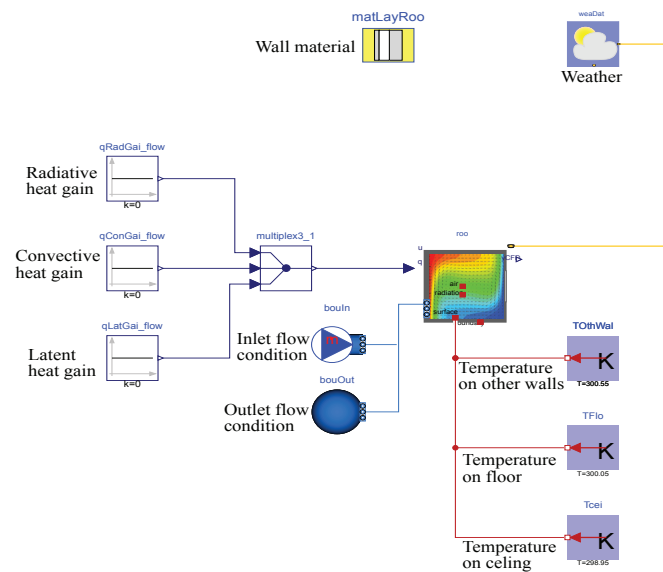 matLayRoo
Wall material
weaDat
Weather
qRadGai_flow
Radiative
heat gain
k=0
qConGai_flow
Convective
heat gain
k=0
multiplex3_1
qLatGai_flow
Latent
heat gain
k=0
roo
u
q
yCFD
air
radiation
surface
bouIn
Inlet flow
condition
m
bouOut
Outlet flow
condition
TOthWal
K
T=300.55
Temperature
on other walls
TFlo
K
T=300.05
Temperature
on floor
Tcei
K
T=298.95
Temperature
on celing